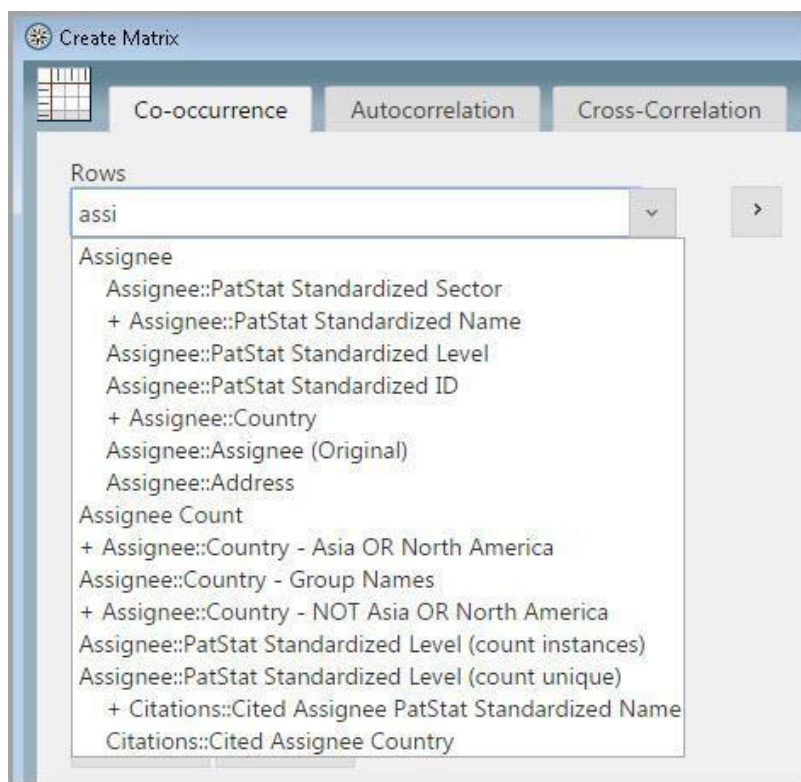 Create Matrix
Co-occurrence Autocorrelation Cross-Correlation
Rows
assi
Assignee
Assignee::PatStat Standardized Sector
+ Assignee::PatStat Standardized Name
Assignee::PatStat Standardized Level
Assignee::PatStat Standardized ID
+ Assignee::Country
Assignee::Assignee (Original)
Assignee::Address
Assignee Count
+ Assignee::Country - Asia OR North America
Assignee::Country - Group Names
+ Assignee::Country - NOT Asia OR North America
Assignee::PatStat Standardized Level (count instances)
Assignee::PatStat Standardized Level (count unique)
+ Citations::Cited Assignee PatStat Standardized Name
Citations::Cited Assignee Country